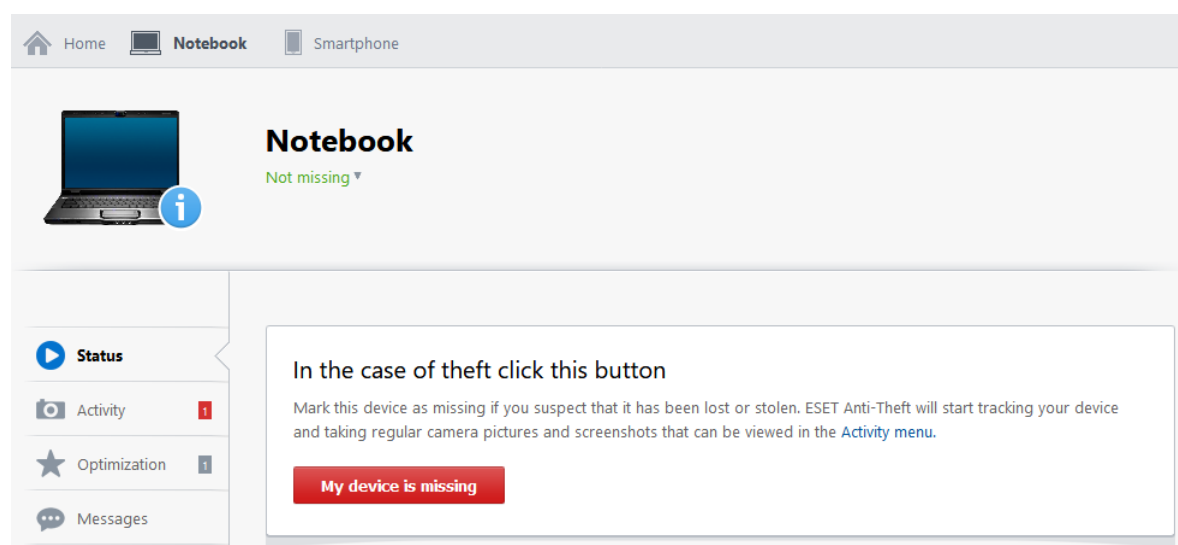 Home Notebook Smartphone
Notebook
Not missing
Status
Activity 1
Optimization 1
Messages
In the case of theft click this button
Mark this device as missing if you suspect that it has been lost or stolen. ESET Anti-Theft will start tracking your device
and taking regular camera pictures and screenshots that can be viewed in the Activity menu.
My device is missing